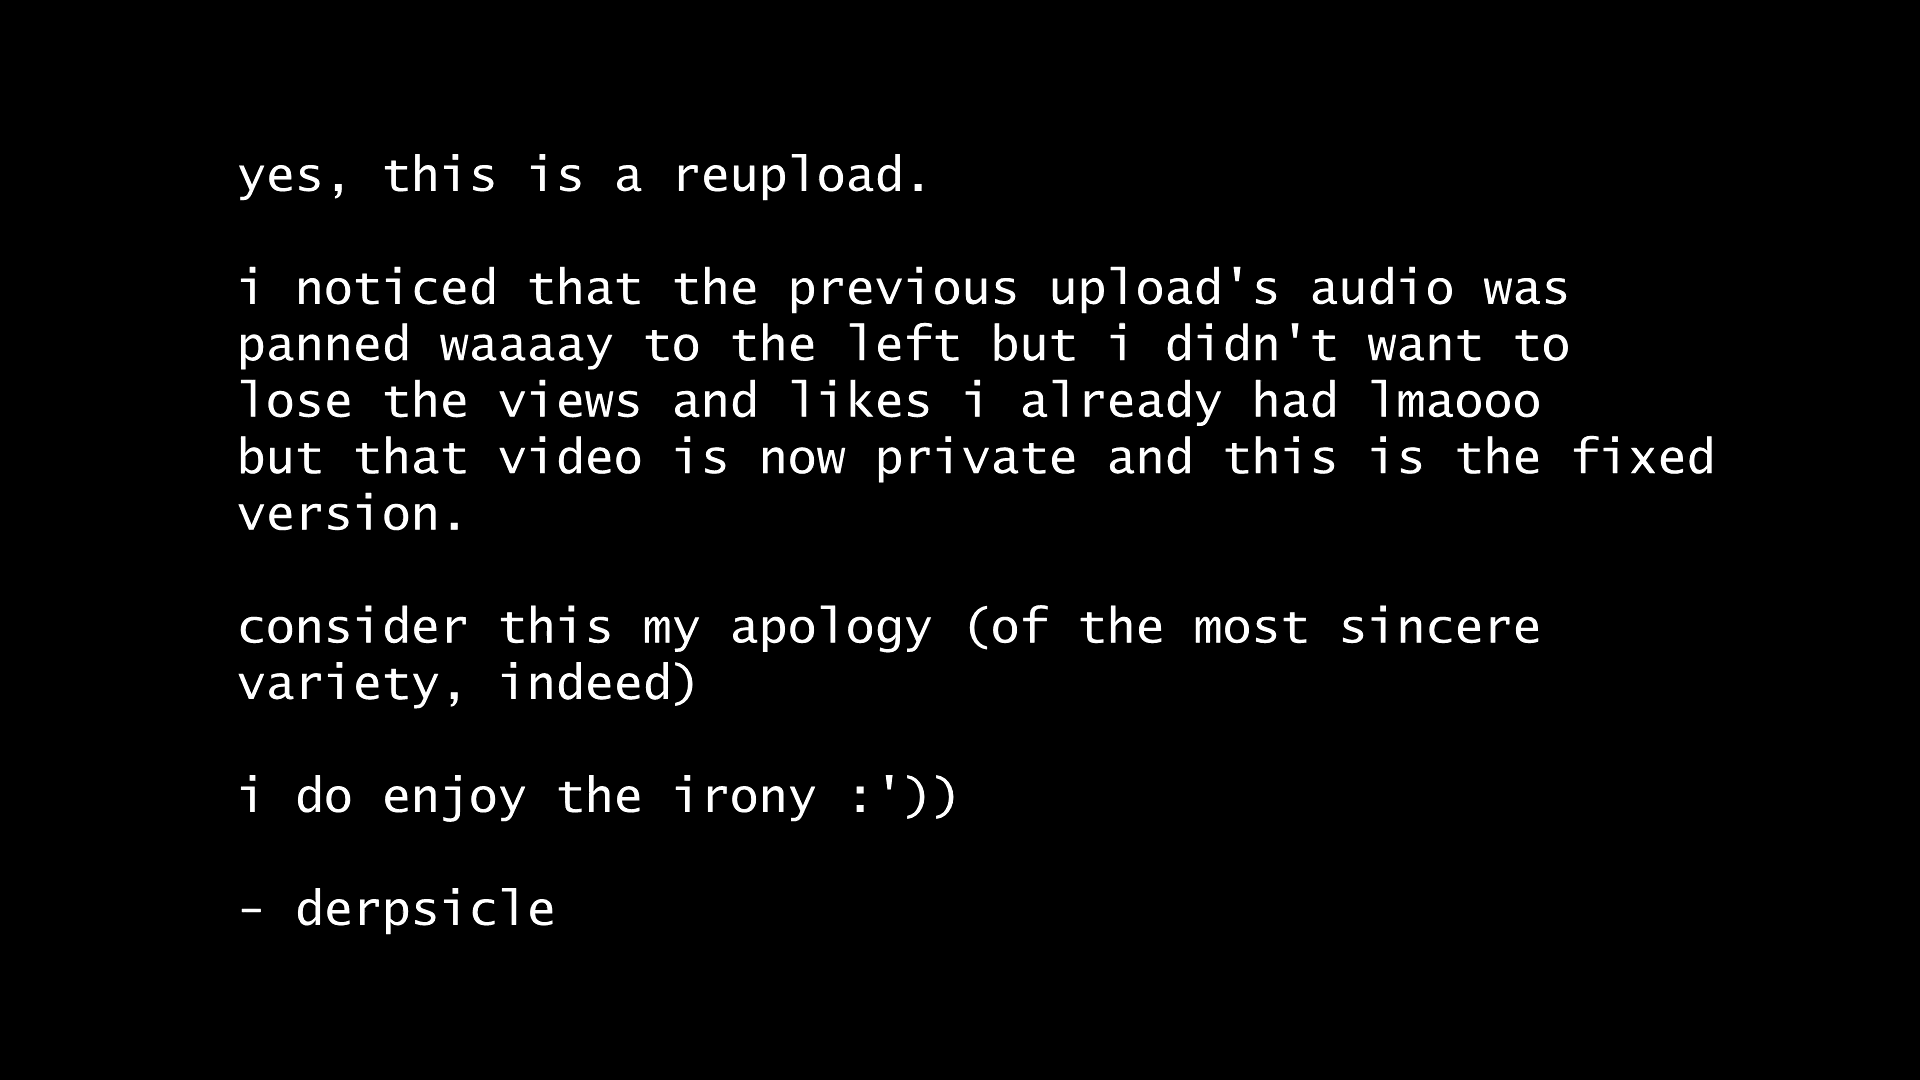 yes, this is a reupload.
i noticed that the previous upload's audio was
panned waaaay to the left but i didn't want to
lose the views and likes i already had lmaooo
but that video is now private and this is the fixed
version.
consider this my apology (of the most sincere
variety, indeed)
i do enjoy the irony :'))
- derpsicle